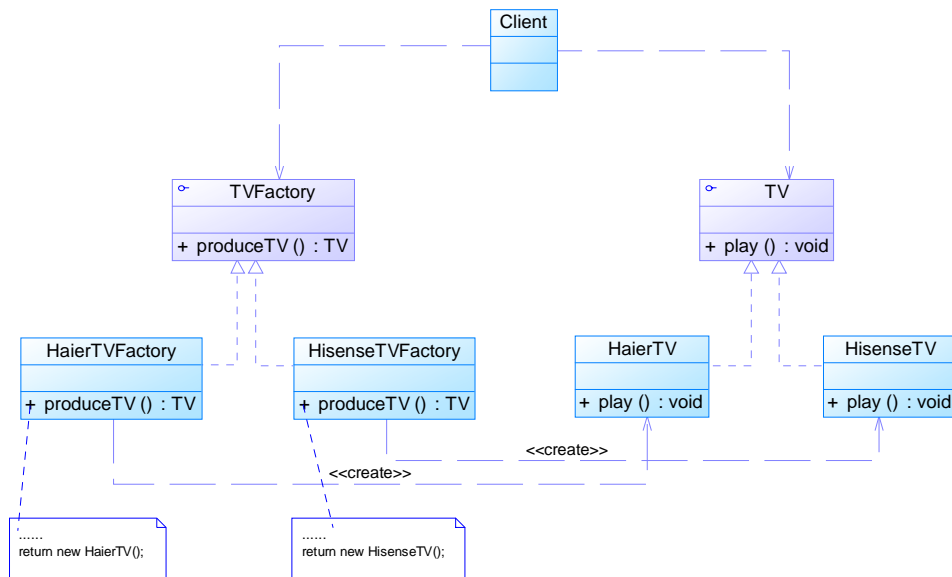 Client
TVFactory
+ produceTV () : TV
TV
+ play () : void
HaierTVFactory
+ produceTV () : TV
HisenseTVFactory
+ produceTV () : TV
HaierTV
+ play () : void
HisenseTV
+ play () : void
<<create>>
<<create>>
......
return new HaierTV();
......
return new HisenseTV();